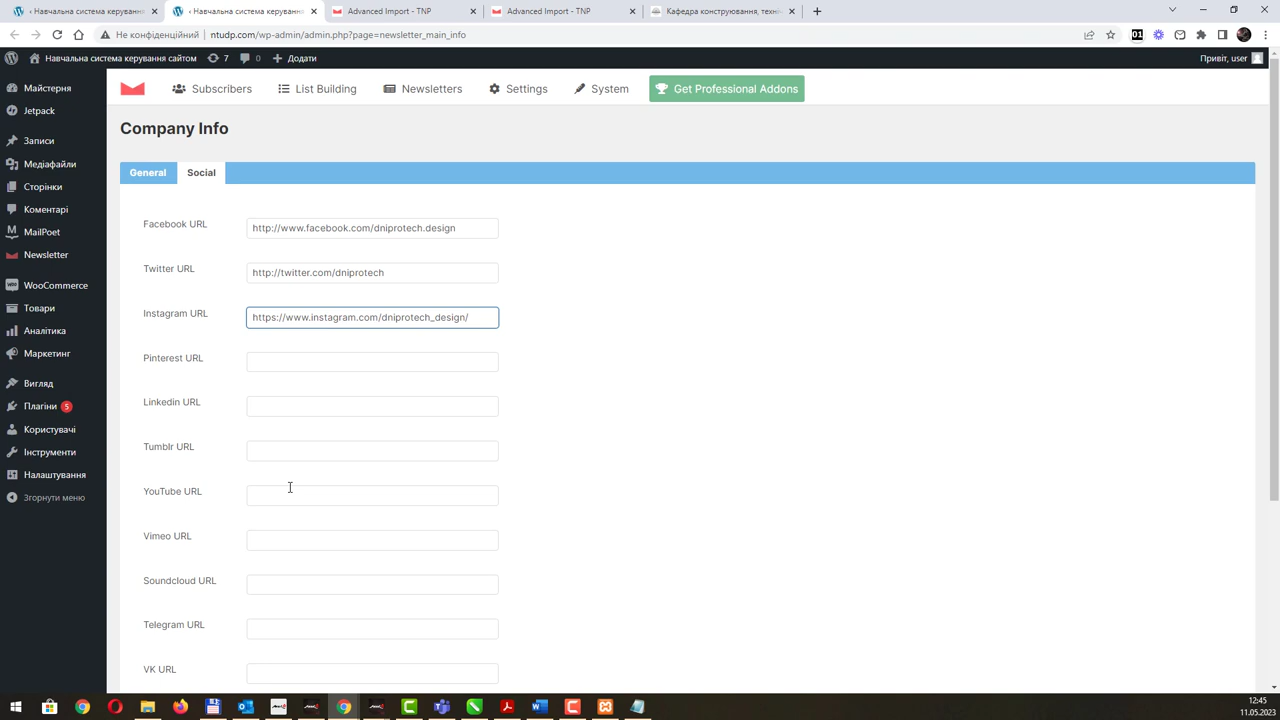 ‹ Навчальна система керування
‹ Навчальна система керування
Advanced Import - TNP
Advanced Import - TNP
Кафедра конструювання, технік
Не конфіденційний
ntudp.com/wp-admin/admin.php?page=newsletter_main_info
01
Навчальна система керування сайтом
7
0
Додати
Привіт, user
Майстерня
Jetpack
Записи
Медіафайли
Сторінки
Коментарі
MailPoet
Newsletter
WooCommerce
Товари
Аналітика
Маркетинг
Вигляд
Плагіни 5
Користувачі
Інструменти
Налаштування
Згорнути меню
Subscribers
List Building
Newsletters
Settings
System
Get Professional Addons
Company Info
General
Social
Facebook URL
http://www.facebook.com/dniprotech.design
Twitter URL
http://twitter.com/dniprotech
Instagram URL
https://www.instagram.com/dniprotech_design/
Pinterest URL
Linkedin URL
Tumblr URL
YouTube URL
Vimeo URL
Soundcloud URL
Telegram URL
VK URL
12:45
11.05.2023